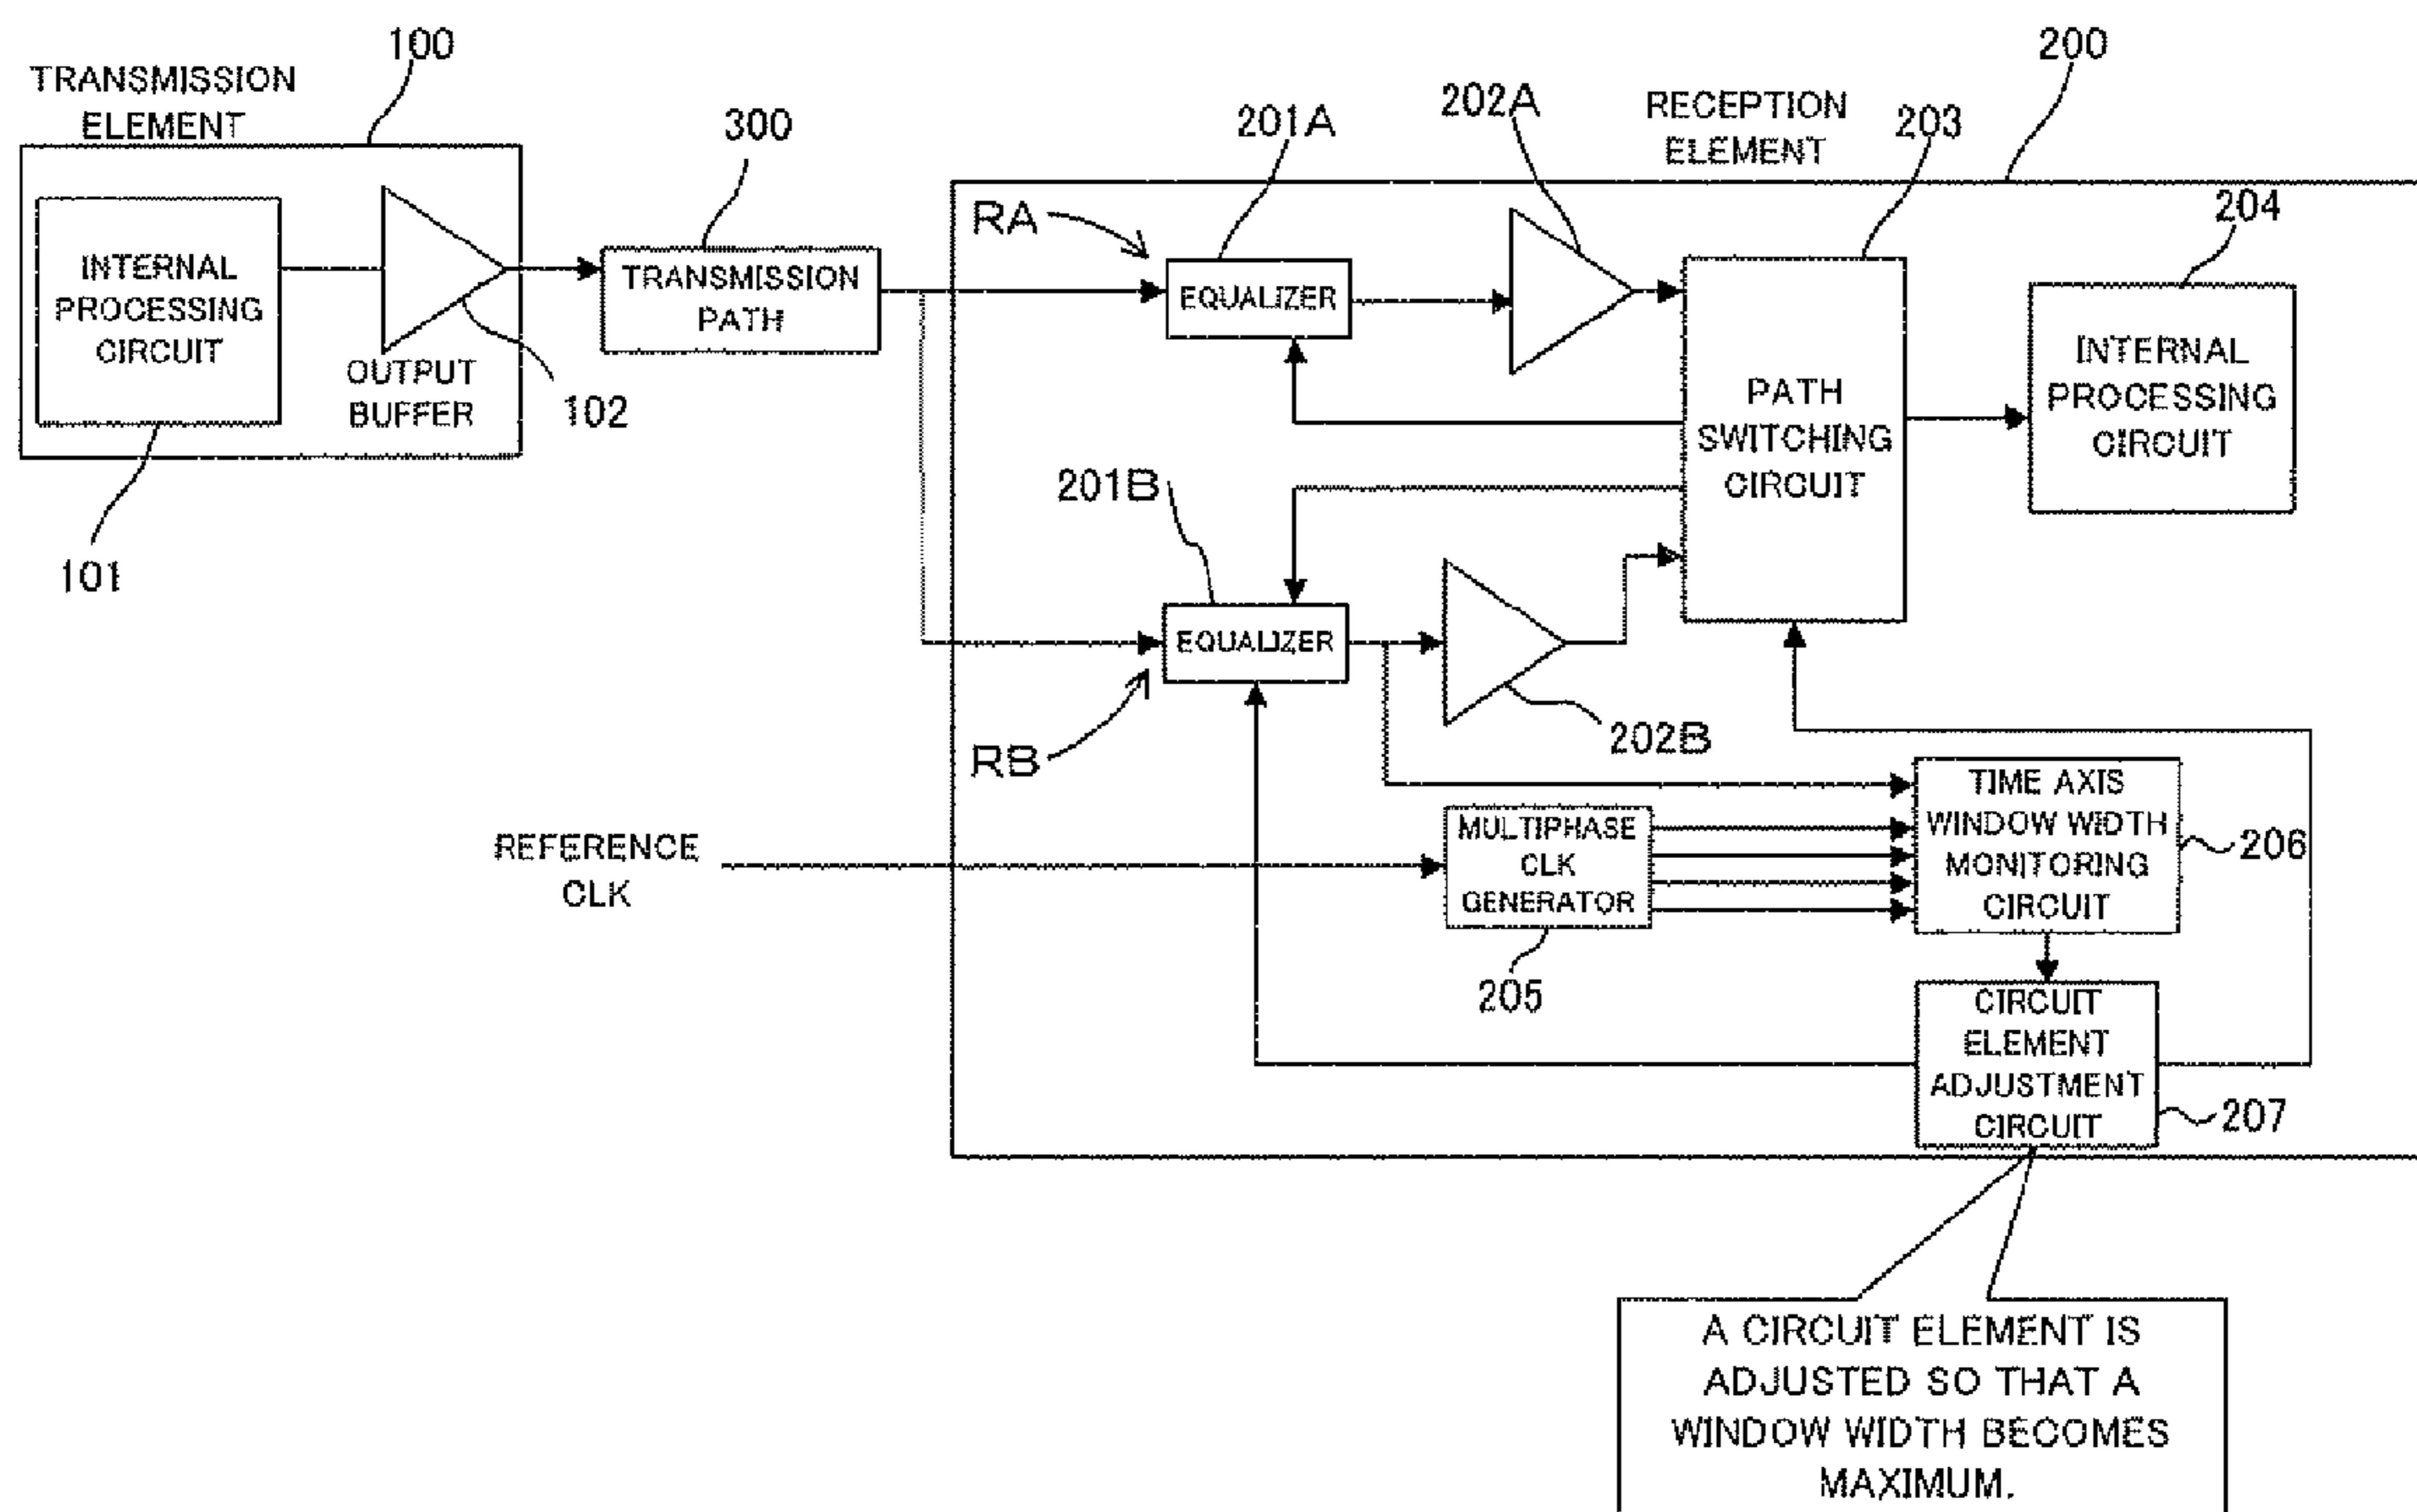 100
TRANSMISSION
ELEMENT
INTERNAL
PROCESSING
CIRCUIT
101
OUTPUT
BUFFER
102
300
TRANSMISSION
PATH
200
RECEPTION
ELEMENT
RA
201A
EQUALIZER
202A
203
PATH
SWITCHING
CIRCUIT
204
INTERNAL
PROCESSING
CIRCUIT
201B
EQUALIZER
RB
202B
REFERENCE
CLK
MULTIPHASE
CLK
GENERATOR
205
TIME AXIS
WINDOW WIDTH
MONITORING
CIRCUIT
206
CIRCUIT
ELEMENT
ADJUSTMENT
CIRCUIT
207
A CIRCUIT ELEMENT IS
ADJUSTED SO THAT A
WINDOW WIDTH BECOMES
MAXIMUM.